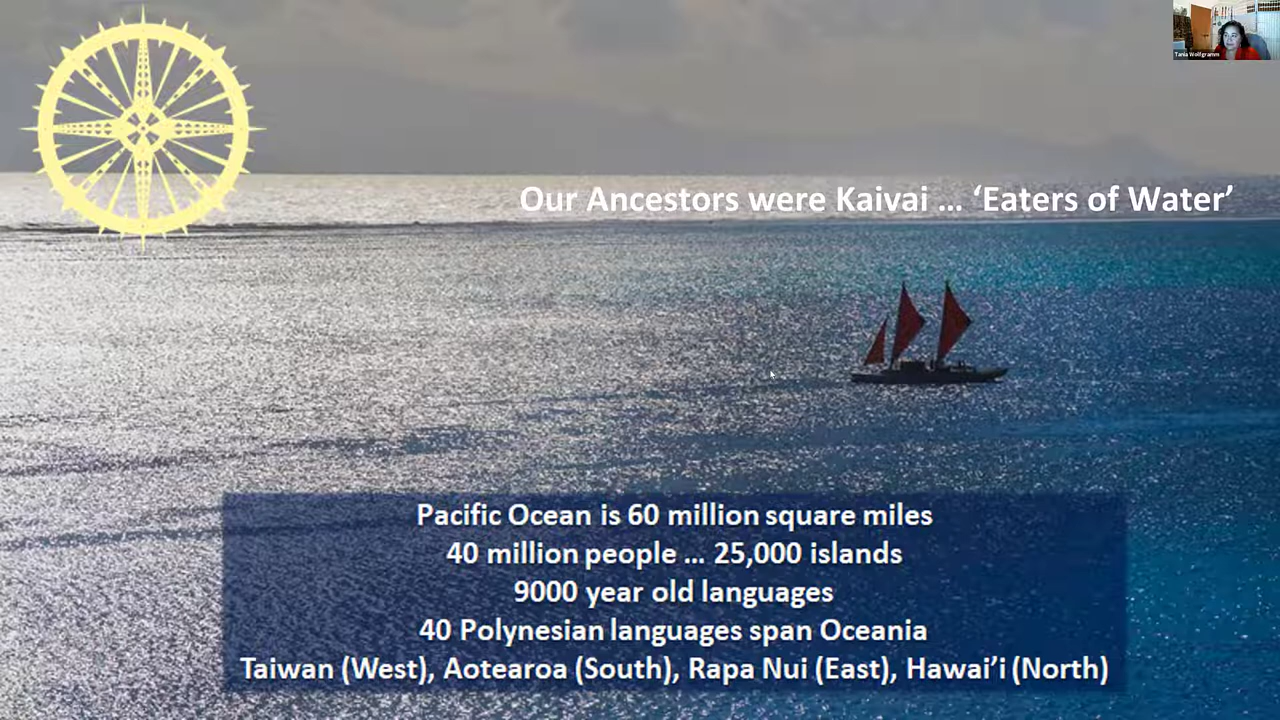 Tania Wolfgramm
Our Ancestors were Kaivai ... ‘Eaters of Water’
Pacific Ocean is 60 million square miles
40 million people ... 25,000 islands
9000 year old languages
40 Polynesian languages span Oceania
Taiwan (West), Aotearoa (South), Rapa Nui (East), Hawai’i (North)